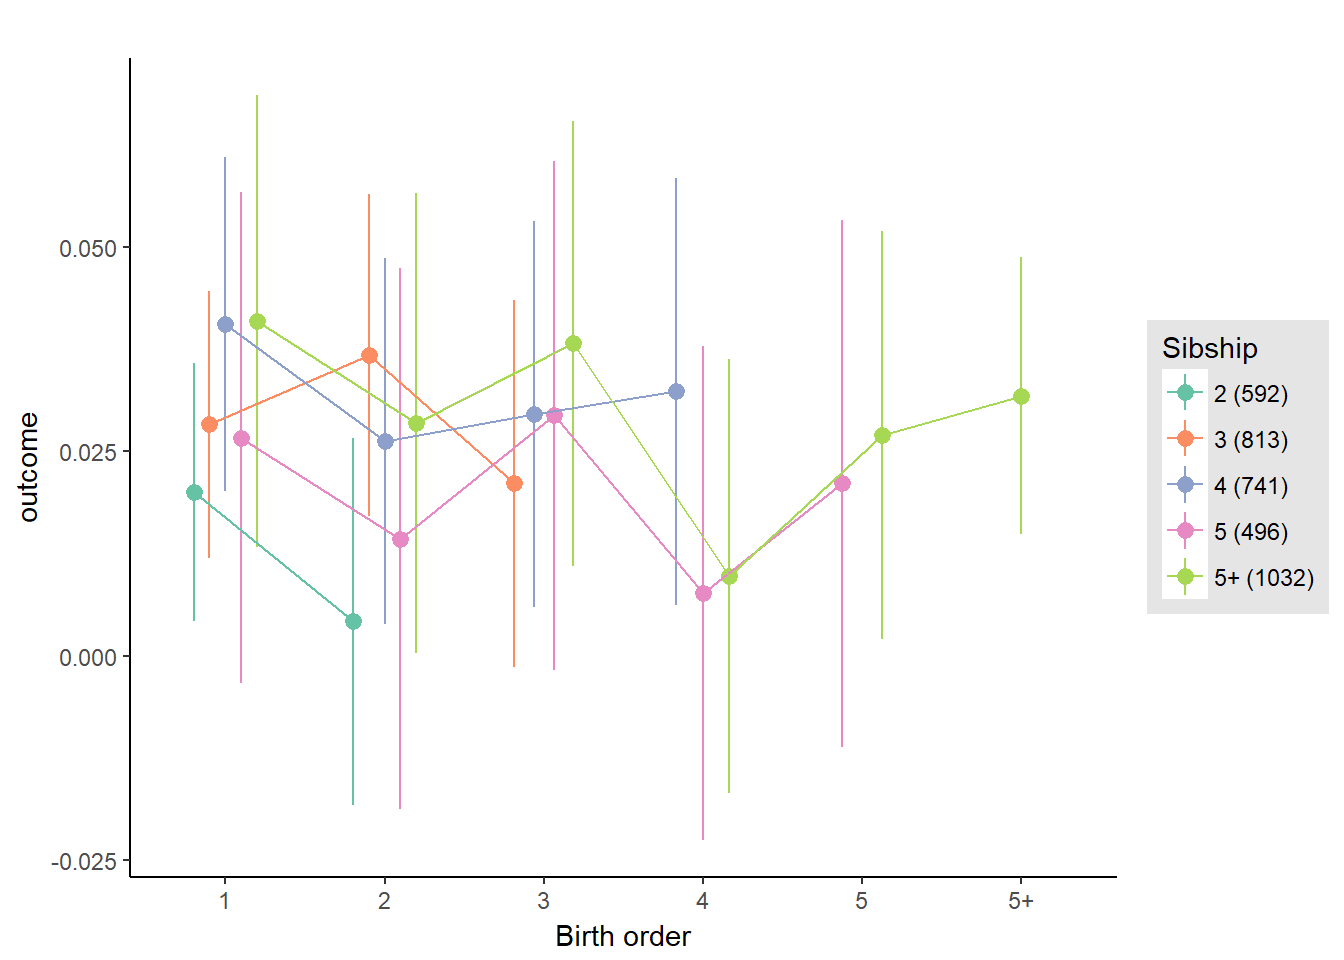 outcome
0.050
0.025
0.000
-0.025
1 2 3 4 5 5+
Birth order
Sibship
2 (592)
3 (813)
4 (741)
5 (496)
5+ (1032)